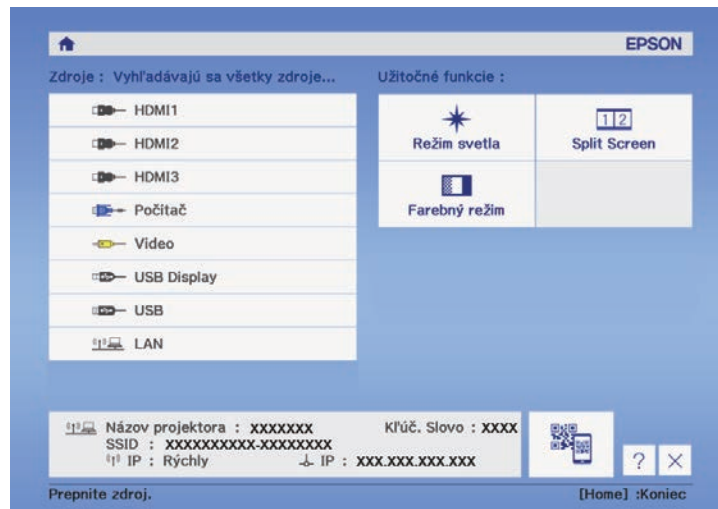 EPSON
Zdroje : Vyhľadávajú sa všetky zdroje...
Užitočné funkcie :
HDMI1
HDMI2
HDMI3
Počítač
Video
USB Display
USB
LAN
Režim svetla
1 2
Split Screen
Farebný režim
Názov projektora : XXXXXXX
Kľúč. Slovo : XXXX
SSID : XXXXXXXXXX-XXXXXXXX
IP : Rýchly
IP : XXX.XXX.XXX.XXX
? ×
Prepnite zdroj.
[Home] :Koniec